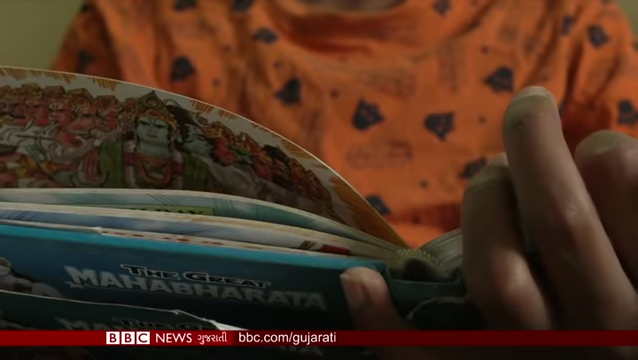 THE GREAT
MAHABHARATA
BBC NEWS ગુજરાતી bbc.com/gujarati